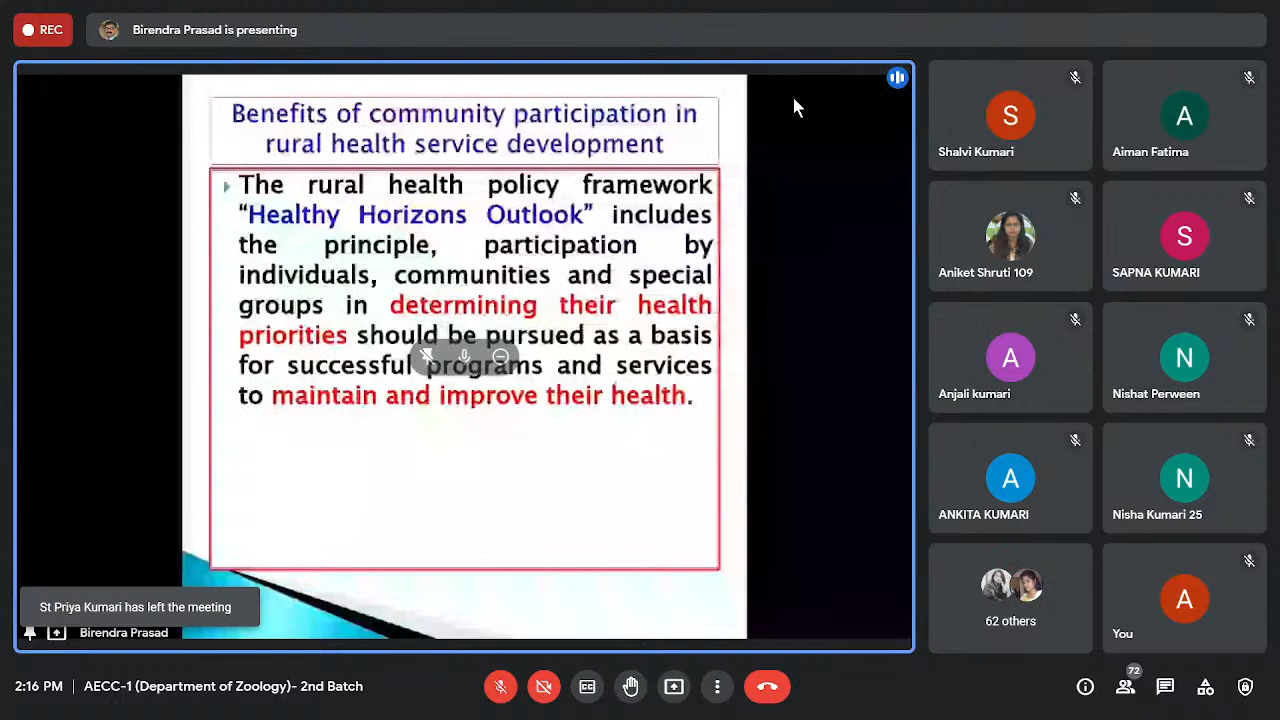 REC
Birendra Prasad is presenting
Benefits of community participation in
rural health service development
The rural health policy framework
“Healthy Horizons Outlook” includes
the principle, participation by
individuals, communities and special
groups in determining their health
priorities should be pursued as a basis
for successful programs and services
to maintain and improve their health.
St Priya Kumari has left the meeting
Birendra Prasad
S
Shalvi Kumari
A
Aiman Fatima
Aniket Shruti 109
S
SAPNA KUMARI
A
Anjali kumari
N
Nishat Perween
A
ANKITA KUMARI
N
Nisha Kumari 25
62 others
A
You
2:16 PM | AECC-1 (Department of Zoology)- 2nd Batch
72